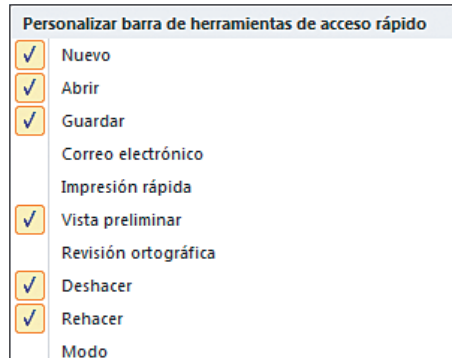 Personalizar barra de herramientas de acceso rápido
Nuevo
Abrir
Guardar
Correo electrónico
Impresión rápida
Vista preliminar
Revisión ortográfica
Deshacer
Rehacer
Modo